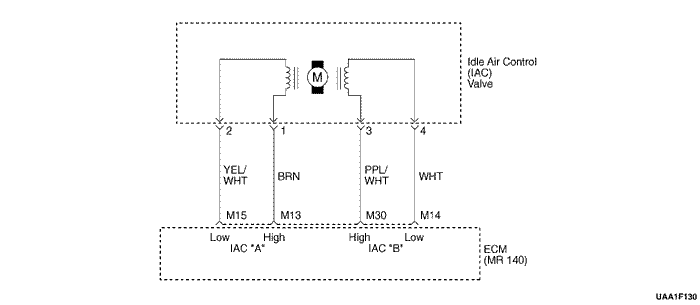 Idle Air Control
(IAC)
Valve
M
2 1 3 4
YEL/
WHT
BRN
PPL/
WHT
WHT
M15 M13 M30 M14
Low High High Low
IAC "A" IAC "B"
ECM
(MR 140)
UAA1F130